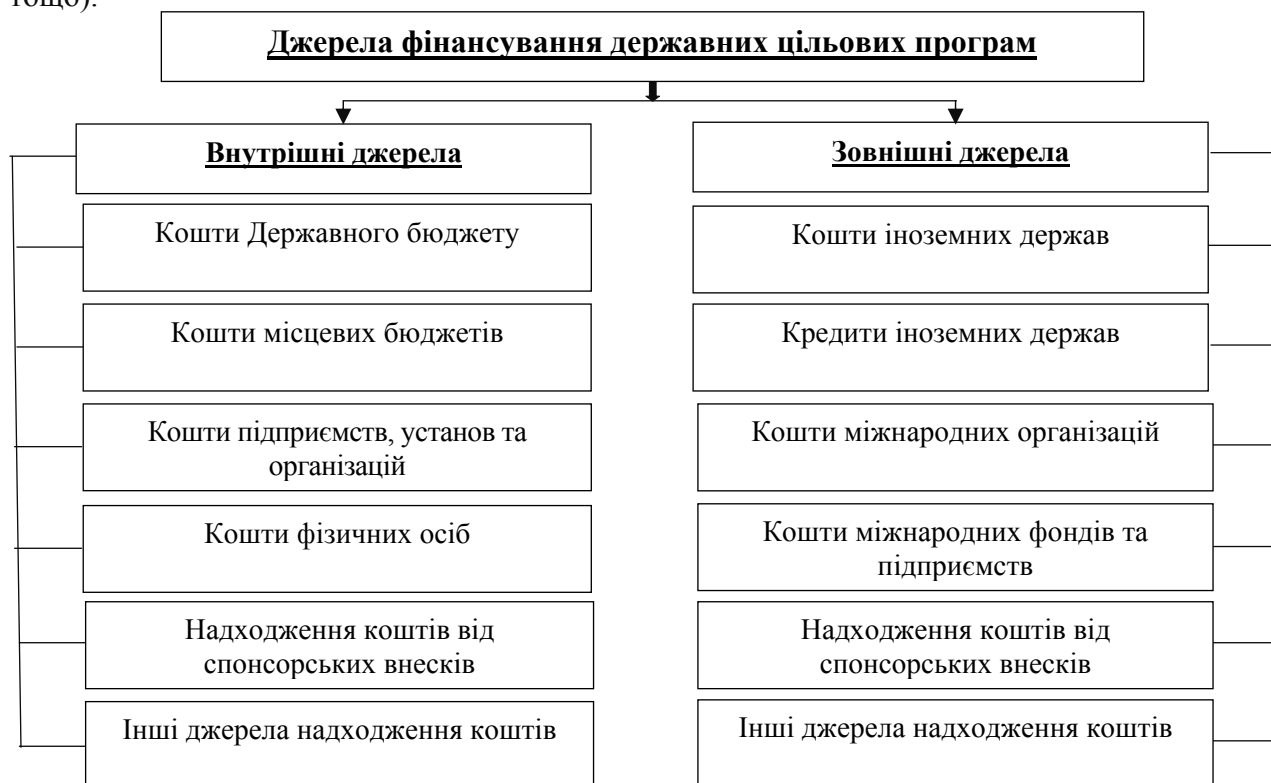 тощо).
Джерела фінансування державних цільових програм
Внутрішні джерела
Зовнішні джерела
Кошти Державного бюджету
Кошти іноземних держав
Кошти місцевих бюджетів
Кредити іноземних держав
Кошти підприємств, установ та
організацій
Кошти міжнародних організацій
Кошти фізичних осіб
Кошти міжнародних фондів та
підприємств
Надходження коштів від
спонсорських внесків
Надходження коштів від
спонсорських внесків
Інші джерела надходження коштів
Інші джерела надходження коштів